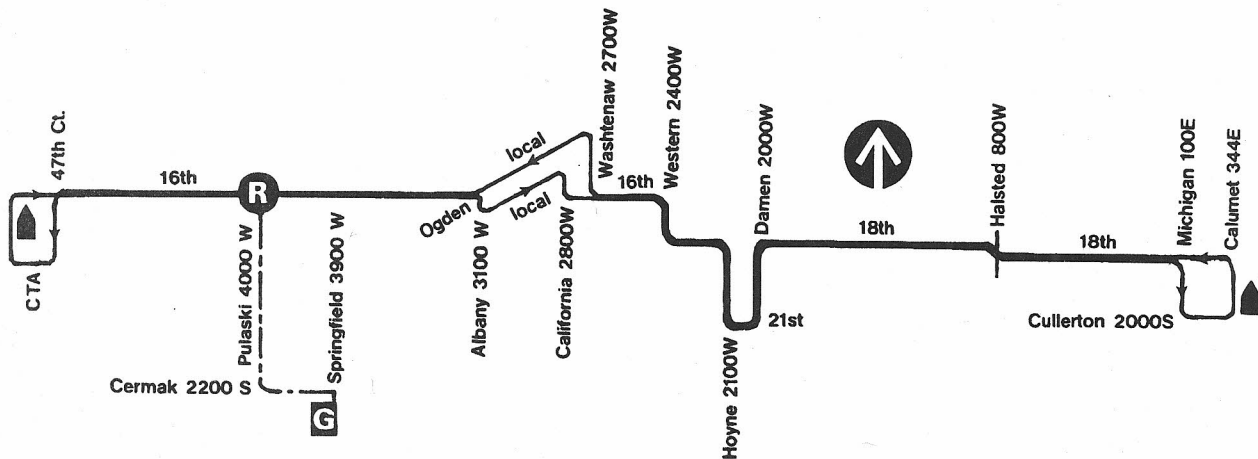 47th Ct.
16th
R
CTA
Pulaski 4000 W
Springfield 3900 W
Cermak 2200 S
G
Ogden
local
local
Albany 3100 W
California 2800W
Washtenaw 2700W
16th
Western 2400W
Hoyne 2100W
21st
Damen 2000W
18th
Halsted 800W
18th
Michigan 100E
Calumet 344E
Cullerton 2000S